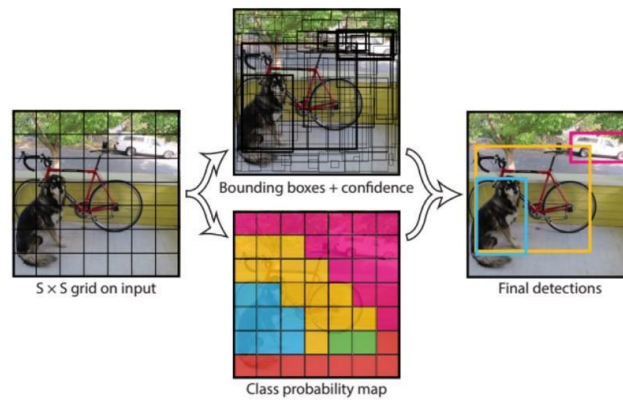 S × S grid on input
Bounding boxes + confidence
Class probability map
Final detections